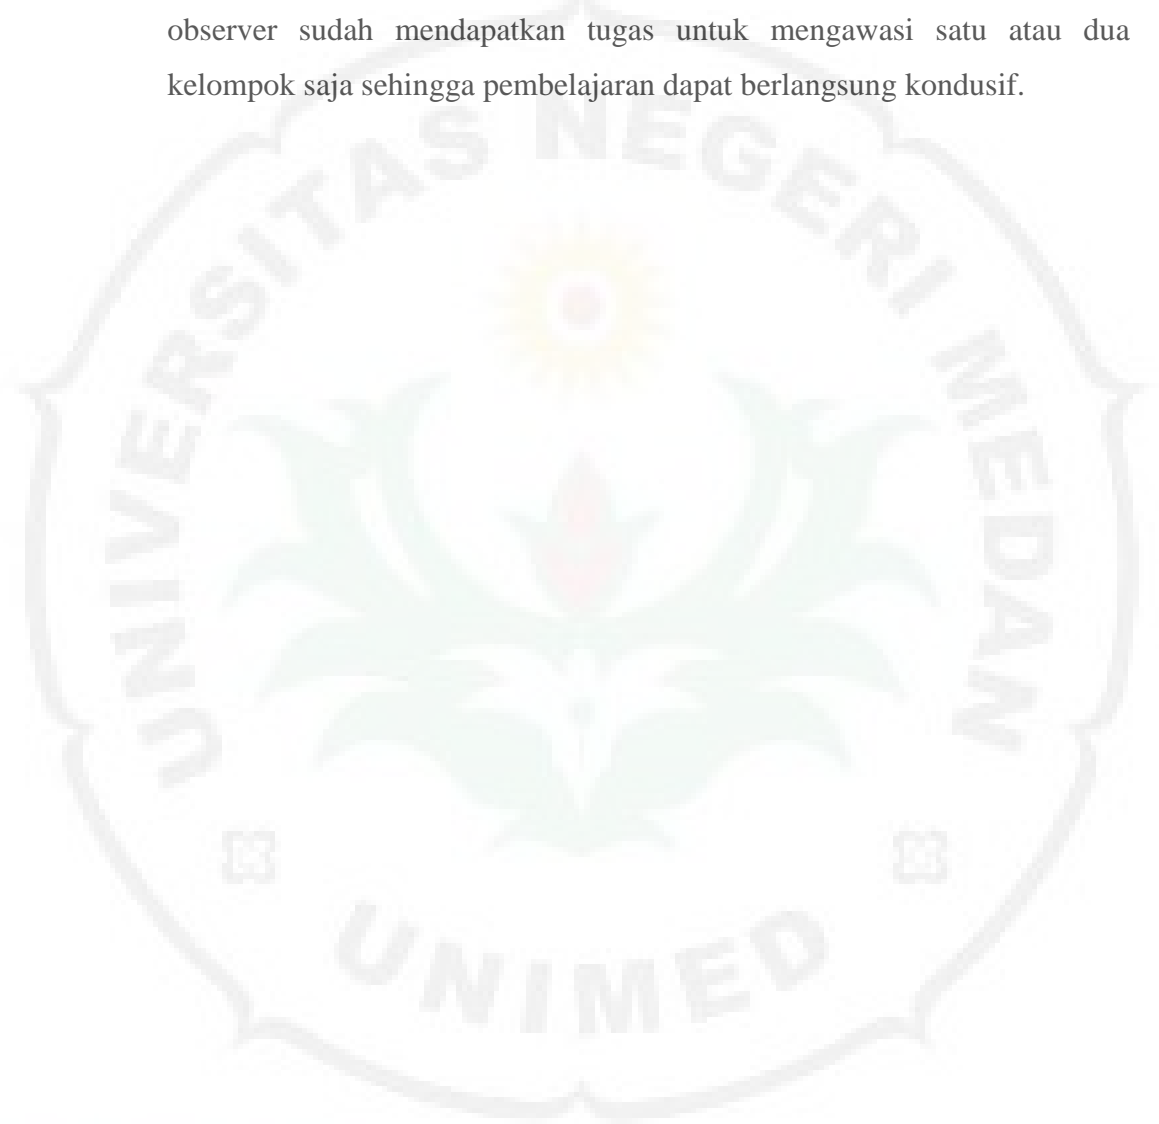 observer sudah mendapatkan tugas untuk mengawasi satu atau dua
kelompok saja sehingga pembelajaran dapat berlangsung kondusif.
UNIVERSITAS NEGERI MEDAN
UNIMED